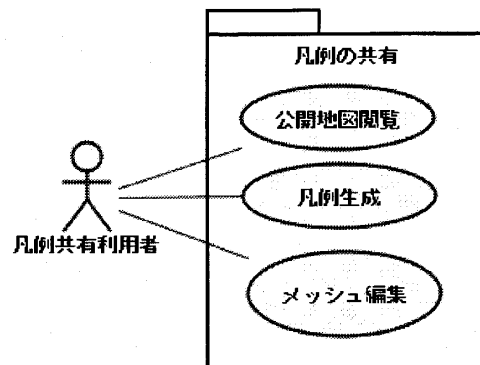 凡例の共有
公開地図閲覧
凡例生成
凡例共有利用者
メッシュ編集